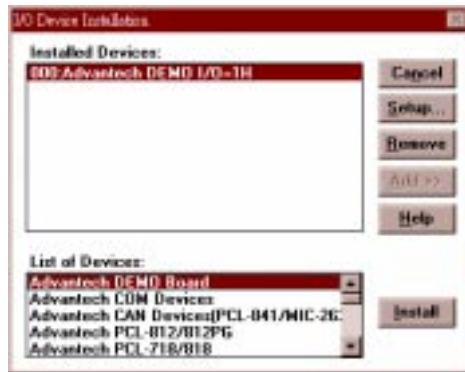 I/O Device Installation
Installed Devices:
000:Advantech DEMO I/O=1H
Cancel
Setup...
Remove
Add >>
Help
List of Devices:
Advantech DEMO Board
Advantech COM Devices
Advantech CAN Devices(PCL-841/MIC-26
Advantech PCL-812/812PG
Advantech PCL-718/818
Install